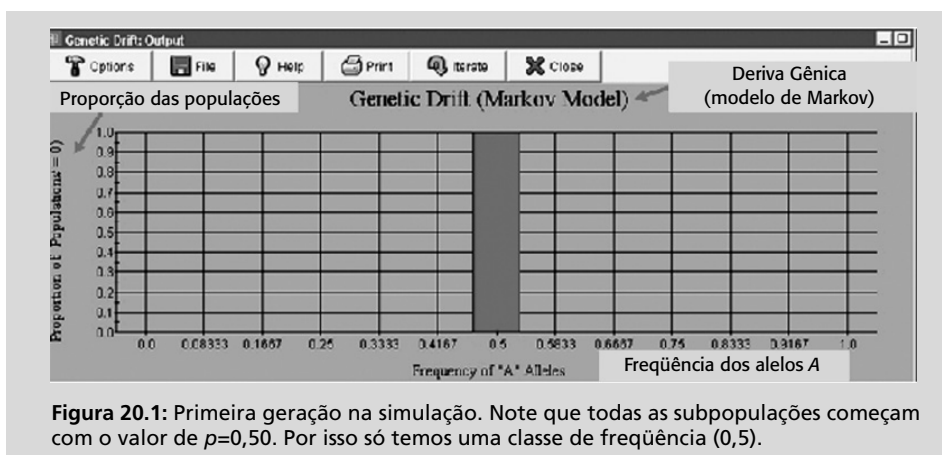 Genetic Drift: Output
Options File Help Print Iterate Close
Proporção das populações
Genetic Drift (Markov Model)
Deriva Gênica
(modelo de Markov)
Proportion of Populations = 0)
1.0
0.9
0.8
0.7
0.6
0.5
0.4
0.3
0.2
0.1
0.0
0.0 0.08333 0.1667 0.25 0.3333 0.4167 0.5 0.5833 0.6667 0.75 0.8333 0.9167 1.0
Frequency of "A" Alleles
Freqüência dos alelos A
Figura 20.1: Primeira geração na simulação. Note que todas as subpopulações começam
com o valor de p=0,50. Por isso só temos uma classe de freqüência (0,5).